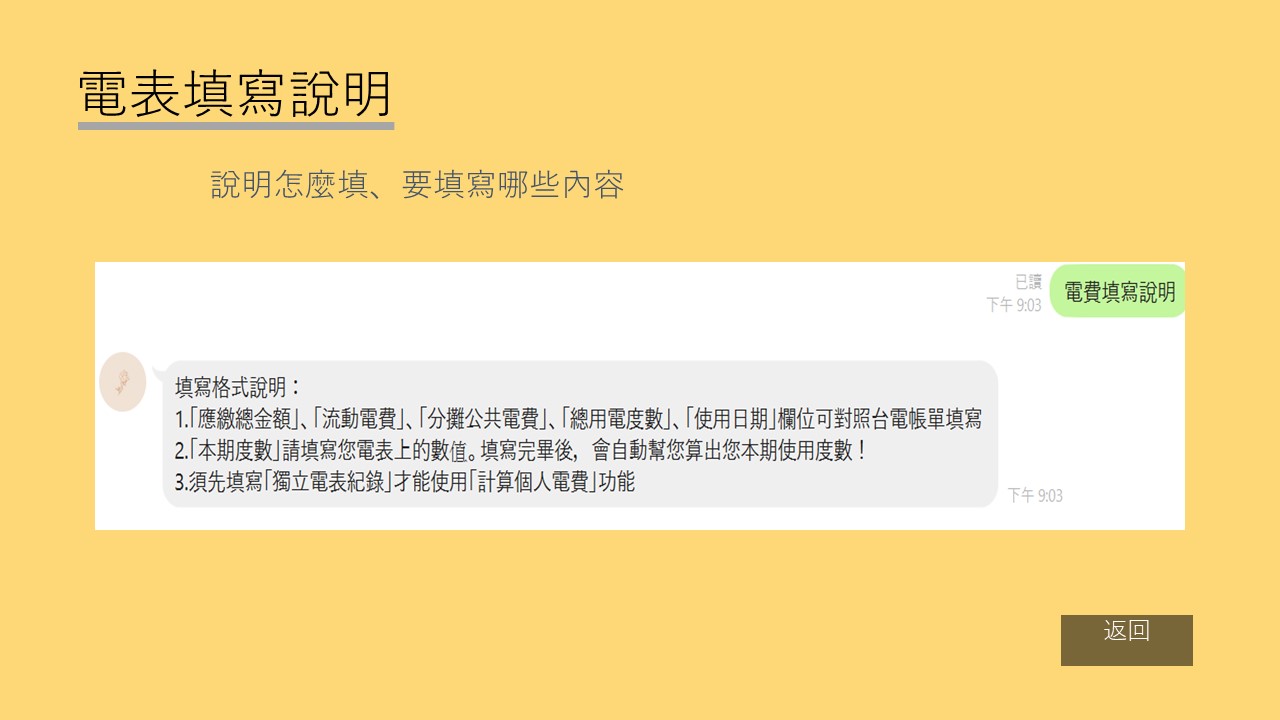 電表填寫說明
說明怎麼填、要填寫哪些內容
已讀
下午 9:03
電費填寫說明
填寫格式說明：
1.「應繳總金額」、「流動電費」、「分攤公共電費」、「總用電度數」、「使用日期」欄位可對照台電帳單填寫
2.「本期度數」請填寫您電表上的數值。填寫完畢後，會自動幫您算出您本期使用度數！
3.須先填寫「獨立電表紀錄」才能使用「計算個人電費」功能
下午 9:03
返回